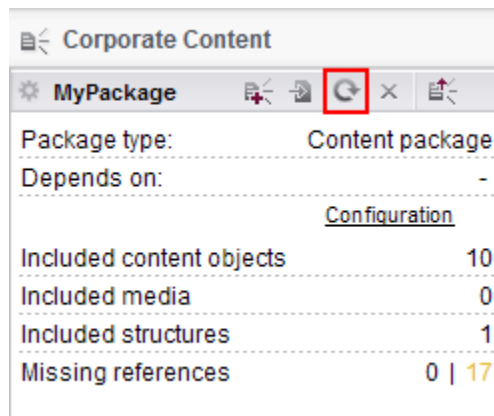 Corporate Content
MyPackage
Package type: Content package
Depends on: -
Configuration
Included content objects 10
Included media 0
Included structures 1
Missing references 0 | 17